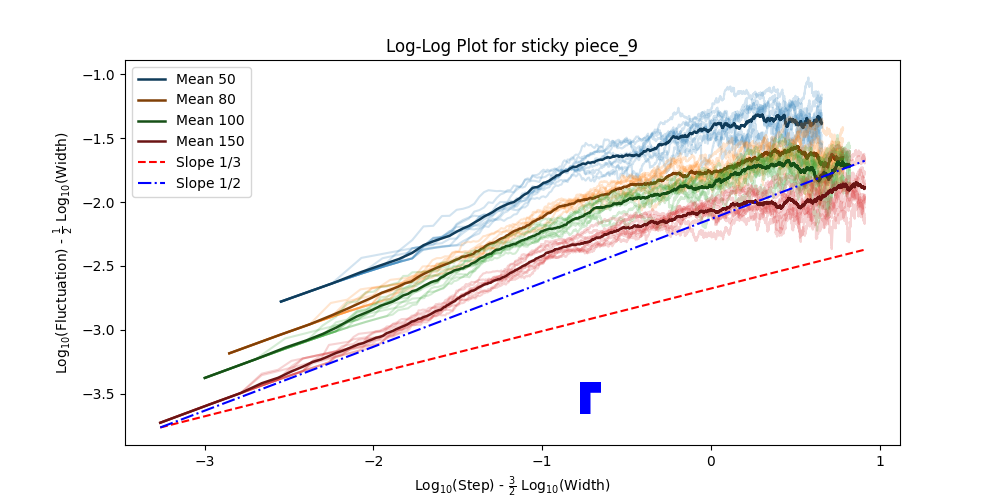 Log-Log Plot for sticky piece_9
Log₁₀(Fluctuation) - ½ Log₁₀(Width)
−1.0
−1.5
−2.0
−2.5
−3.0
−3.5
Mean 50
Mean 80
Mean 100
Mean 150
Slope 1/3
Slope 1/2
−3
−2
−1
0
1
Log₁₀(Step) - 3/2 Log₁₀(Width)